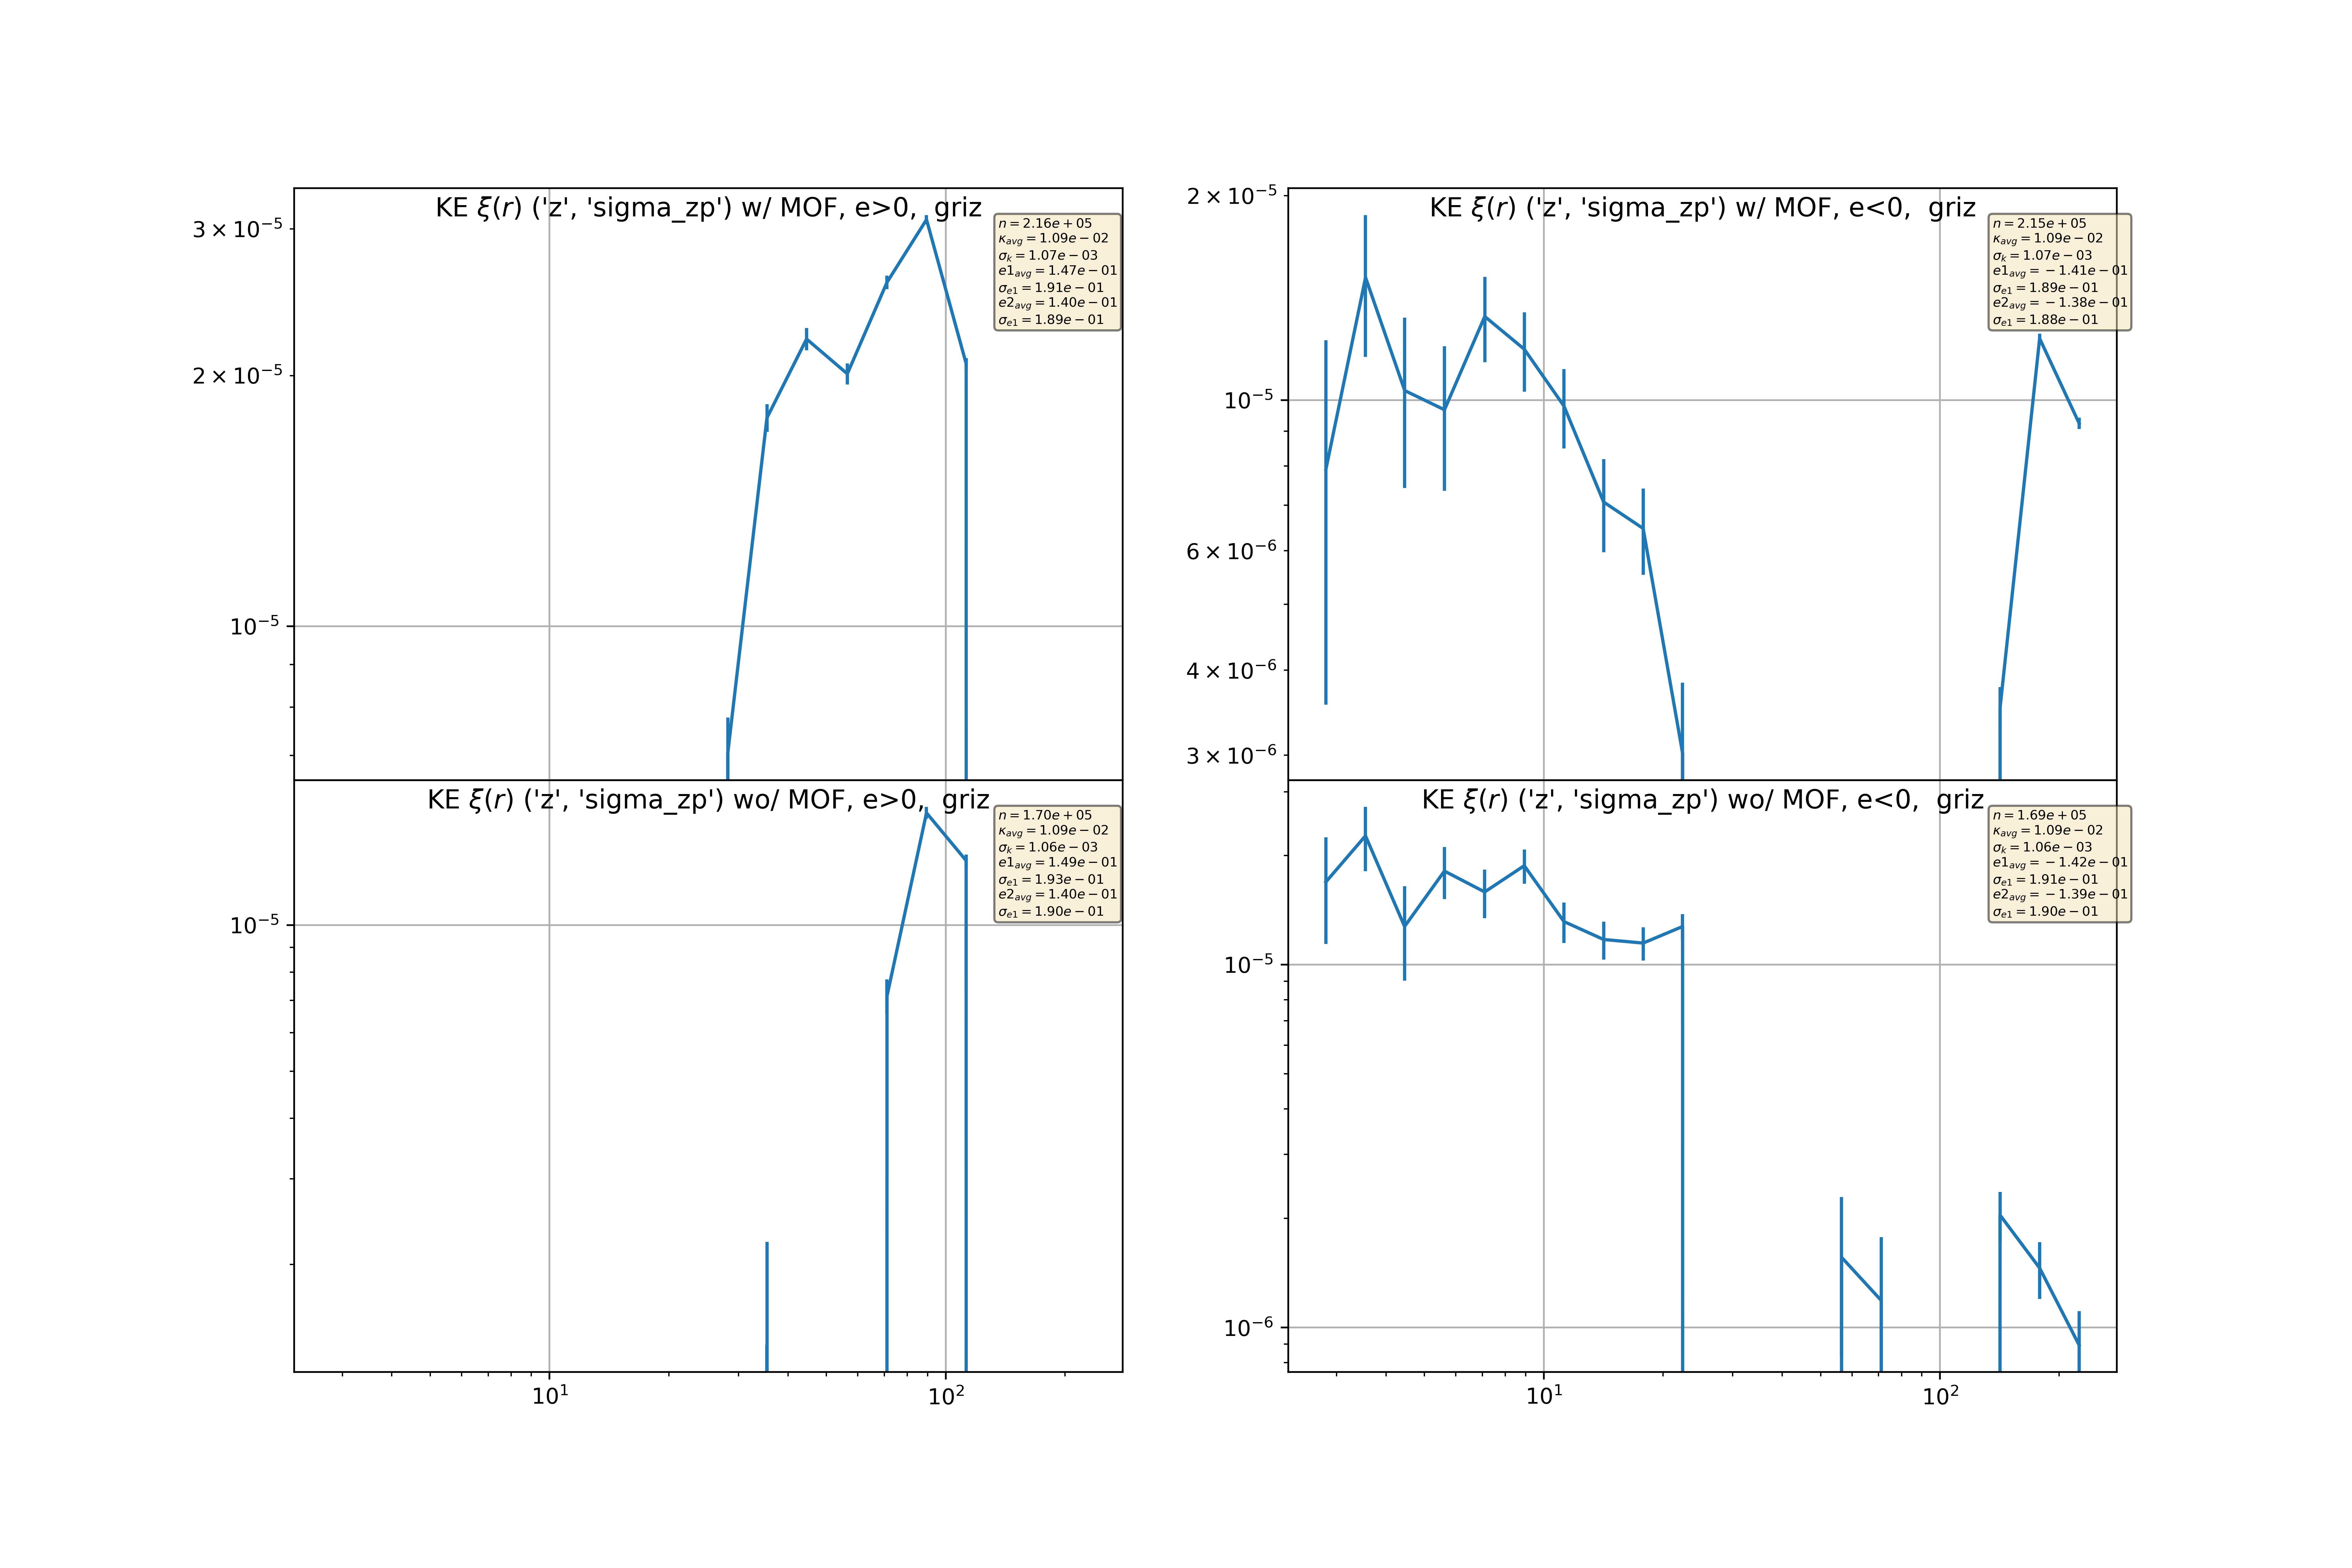 KE ξ(r) ('z', 'sigma_zp') w/ MOF, e>0,  griz
3 × 10⁻⁵
2 × 10⁻⁵
10⁻⁵
n = 2.16e + 05
κavg = 1.09e − 02
σk = 1.07e − 03
e1avg = 1.47e − 01
σe1 = 1.91e − 01
e2avg = 1.40e − 01
σe1 = 1.89e − 01
KE ξ(r) ('z', 'sigma_zp') w/ MOF, e<0,  griz
2 × 10⁻⁵
10⁻⁵
6 × 10⁻⁶
4 × 10⁻⁶
3 × 10⁻⁶
n = 2.15e + 05
κavg = 1.09e − 02
σk = 1.07e − 03
e1avg = − 1.41e − 01
σe1 = 1.89e − 01
e2avg = − 1.38e − 01
σe1 = 1.88e − 01
KE ξ(r) ('z', 'sigma_zp') wo/ MOF, e>0,  griz
10⁻⁵
n = 1.70e + 05
κavg = 1.09e − 02
σk = 1.06e − 03
e1avg = 1.49e − 01
σe1 = 1.93e − 01
e2avg = 1.40e − 01
σe1 = 1.90e − 01
10¹ 10²
KE ξ(r) ('z', 'sigma_zp') wo/ MOF, e<0,  griz
10⁻⁵
10⁻⁶
n = 1.69e + 05
κavg = 1.09e − 02
σk = 1.06e − 03
e1avg = − 1.42e − 01
σe1 = 1.91e − 01
e2avg = − 1.39e − 01
σe1 = 1.90e − 01
10¹ 10²